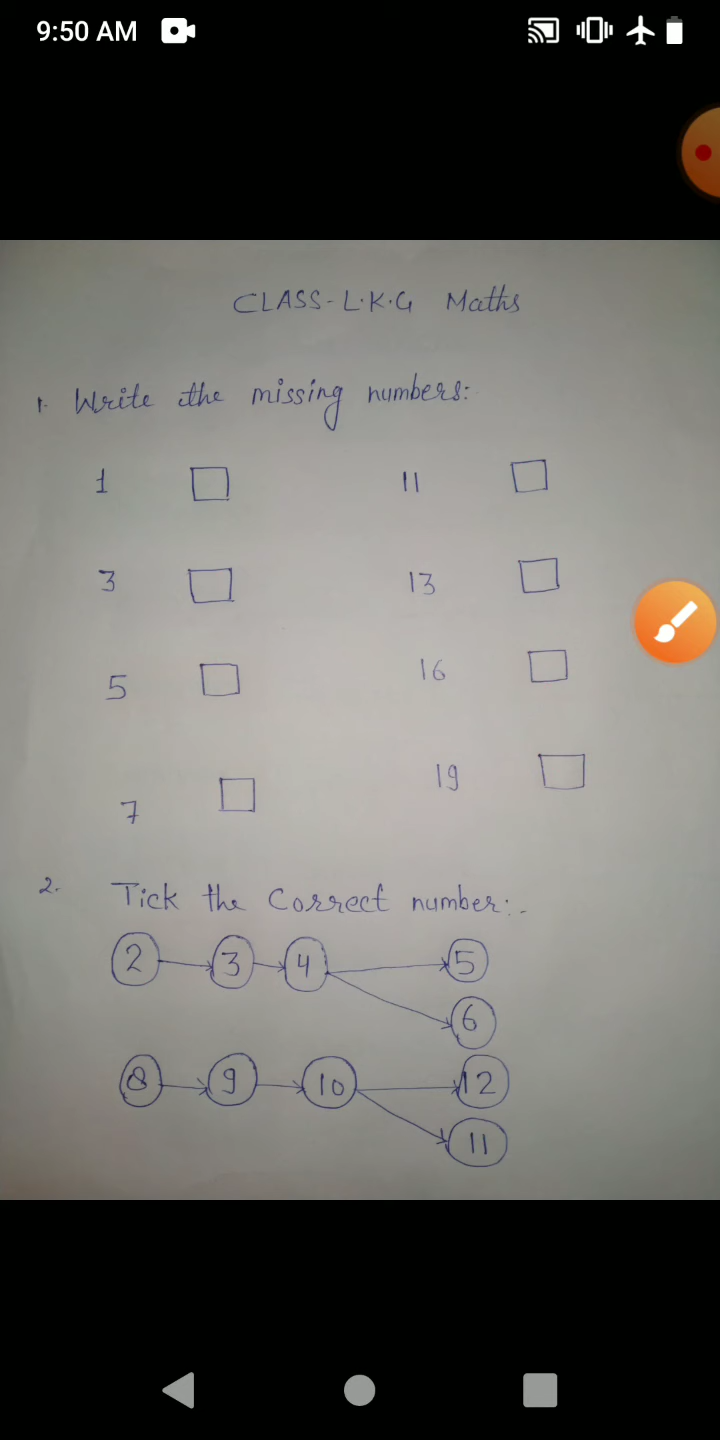 9:50 AM
CLASS-L.K.G Maths
1. Write the missing numbers:-
1 11
3 13
5 16
7 19
2. Tick the Correct number:-
2 3 4 5
6
8 9 10 12
11